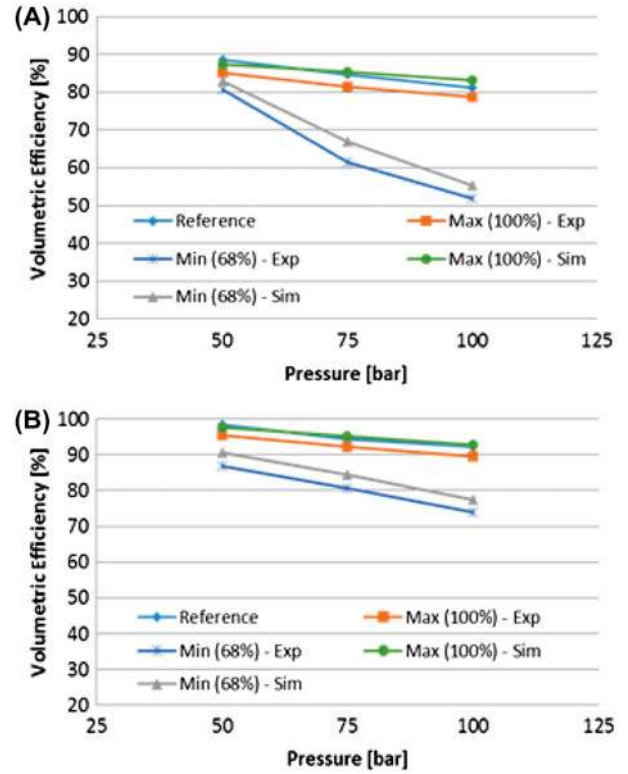 (A)
Volumetric Efficiency [%]
100
90
80
70
60
50
40
30
20
Reference
Max (100%) - Exp
Min (68%) - Exp
Max (100%) - Sim
Min (68%) - Sim
25
50
75
100
125
Pressure [bar]
(B)
Volumetric Efficiency [%]
100
90
80
70
60
50
40
30
20
Reference
Max (100%) - Exp
Min (68%) - Exp
Max (100%) - Sim
Min (68%) - Sim
25
50
75
100
125
Pressure [bar]